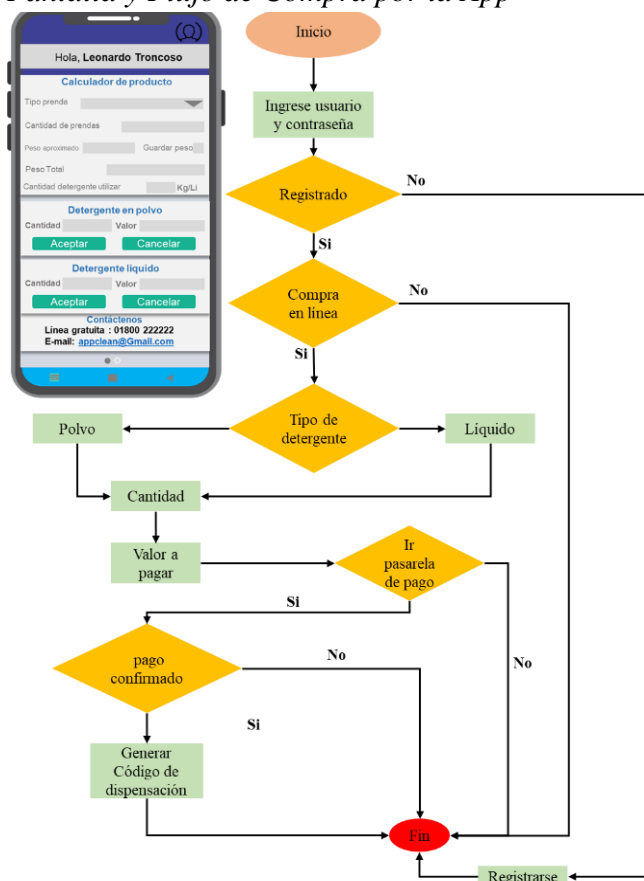 Pantalla y Flujo de Compra por la App
Hola, Leonardo Troncoso
Calculador de producto
Tipo prenda
Cantidad de prendas
Peso aproximado
Guardar peso
Peso Total
Cantidad detergente utilizar
Kg/Li
Detergente en polvo
Cantidad
Valor
Aceptar
Cancelar
Detergente líquido
Cantidad
Valor
Aceptar
Cancelar
Contáctenos
Línea gratuita : 01800 222222
E-mail: appclean@Gmail.com
Inicio
Ingrese usuario
y contraseña
Registrado
No
Si
Compra
en linea
No
Si
Tipo de
detergente
Polvo
Líquido
Cantidad
Valor a
pagar
Ir
pasarela
de pago
Si
No
pago
confirmado
No
Si
Generar
Código de
dispensación
Fin
Registrarse